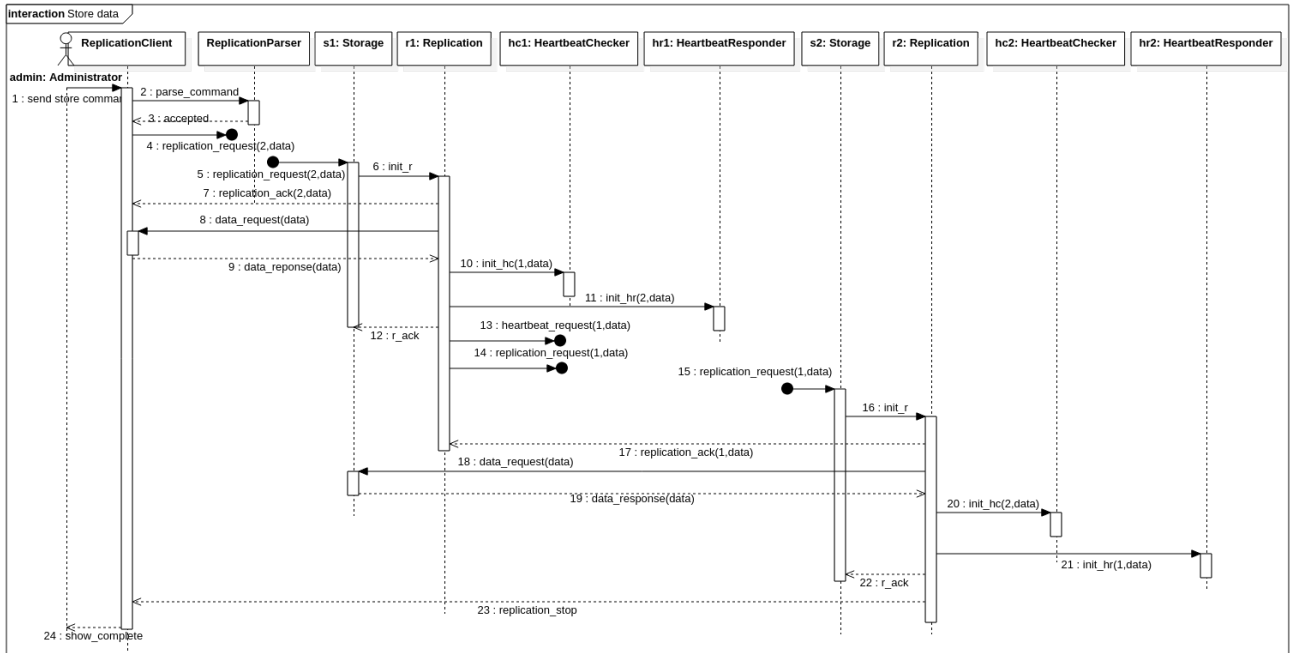 interaction Store data
ReplicationClient
ReplicationParser
s1: Storage
r1: Replication
hc1: HeartbeatChecker
hr1: HeartbeatResponder
s2: Storage
r2: Replication
hc2: HeartbeatChecker
hr2: HeartbeatResponder
admin: Administrator
1 : send store comman
2 : parse_command
3 : accepted
4 : replication_request(2,data)
5 : replication_request(2,data)
6 : init_r
7 : replication_ack(2,data)
8 : data_request(data)
9 : data_reponse(data)
10 : init_hc(1,data)
11 : init_hr(2,data)
12 : r_ack
13 : heartbeat_request(1,data)
14 : replication_request(1,data)
15 : replication_request(1,data)
16 : init_r
17 : replication_ack(1,data)
18 : data_request(data)
19 : data_response(data)
20 : init_hc(2,data)
21 : init_hr(1,data)
22 : r_ack
23 : replication_stop
24 : show_complete